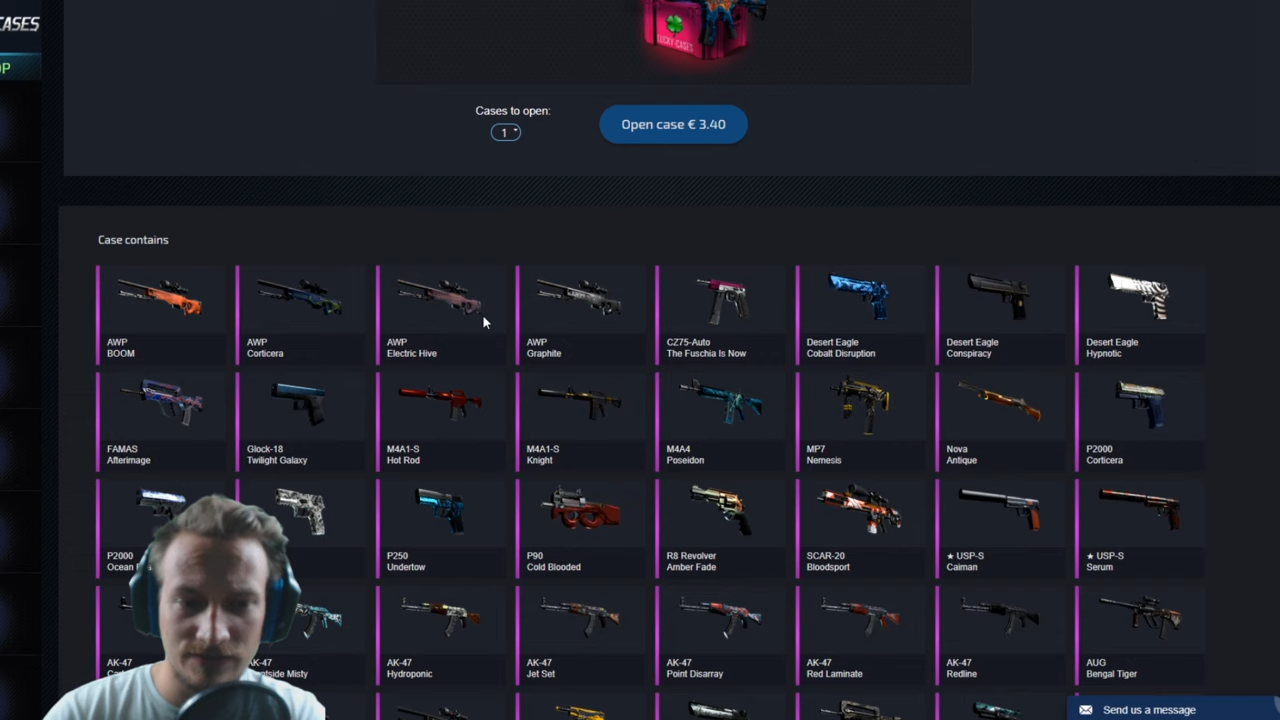 CASES
OP
LUCKY-CASES
Cases to open:
1
Open case € 3.40
Case contains
AWP
BOOM
AWP
Corticera
AWP
Electric Hive
AWP
Graphite
CZ75-Auto
The Fuschia Is Now
Desert Eagle
Cobalt Disruption
Desert Eagle
Conspiracy
Desert Eagle
Hypnotic
FAMAS
Afterimage
Glock-18
Twilight Galaxy
M4A1-S
Hot Rod
M4A1-S
Knight
M4A4
Poseidon
MP7
Nemesis
Nova
Antique
P2000
Corticera
P2000
Ocean
P250
Undertow
P90
Cold Blooded
R8 Revolver
Amber Fade
SCAR-20
Bloodsport
★ USP-S
Caiman
★ USP-S
Serum
AK-47
AK-47
Misty
AK-47
Hydroponic
AK-47
Jet Set
AK-47
Point Disarray
AK-47
Red Laminate
AK-47
Redline
AUG
Bengal Tiger
Send us a message